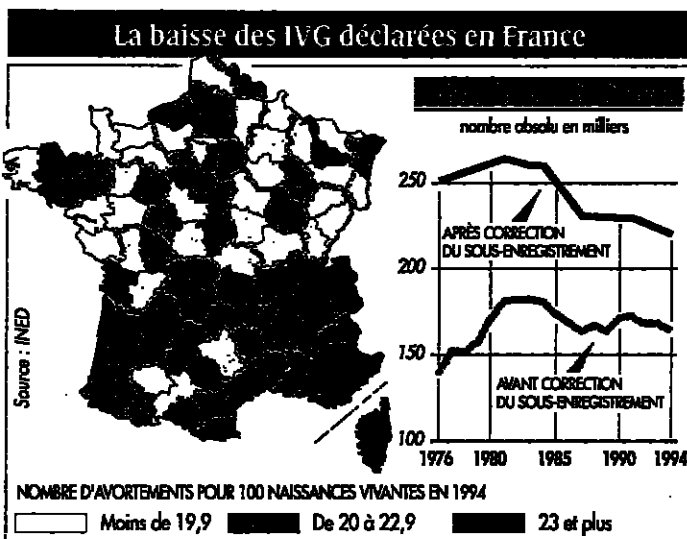 La baisse des IVG déclarées en France
nombre absolu en milliers
250
APRÈS CORRECTION
DU SOUS-ENREGISTREMENT
200
150
AVANT CORRECTION
DU SOUS-ENREGISTREMENT
100
1976 1980 1985 1990 1994
Source : INED
NOMBRE D'AVORTEMENTS POUR 100 NAISSANCES VIVANTES EN 1994
Moins de 19,9 De 20 à 22,9 23 et plus